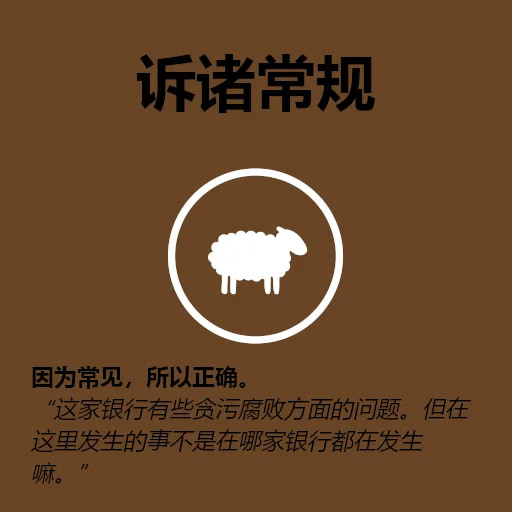 诉诸常规
因为常见，所以正确。
“这家银行有些贪污腐败方面的问题。但在
这里发生的事不是在哪家银行都在发生
嘛。”